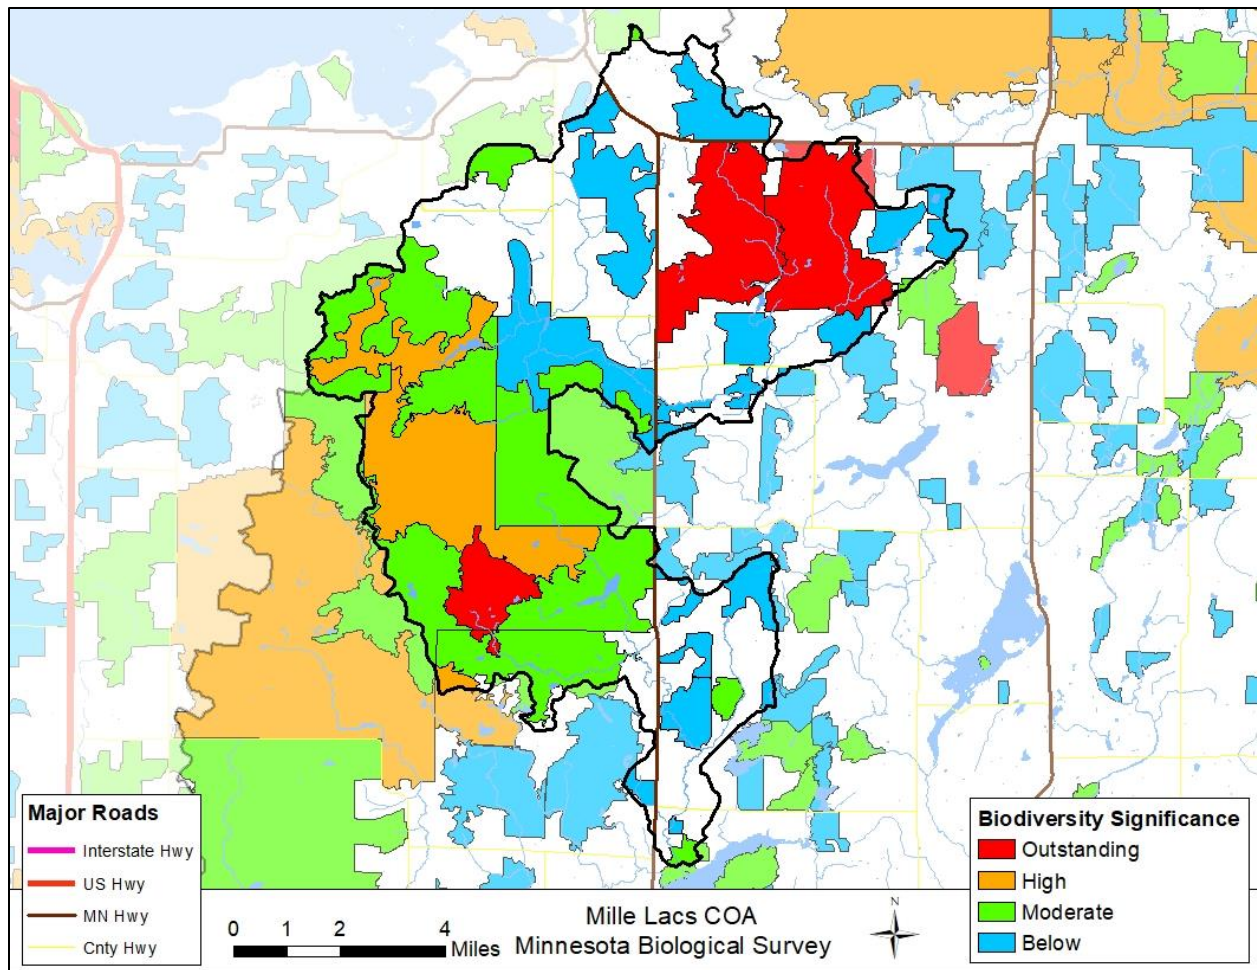 Major Roads
Interstate Hwy
US Hwy
MN Hwy
Cnty Hwy
0 1 2 4
Miles
Mille Lacs COA
Minnesota Biological Survey
N
Biodiversity Significance
Outstanding
High
Moderate
Below